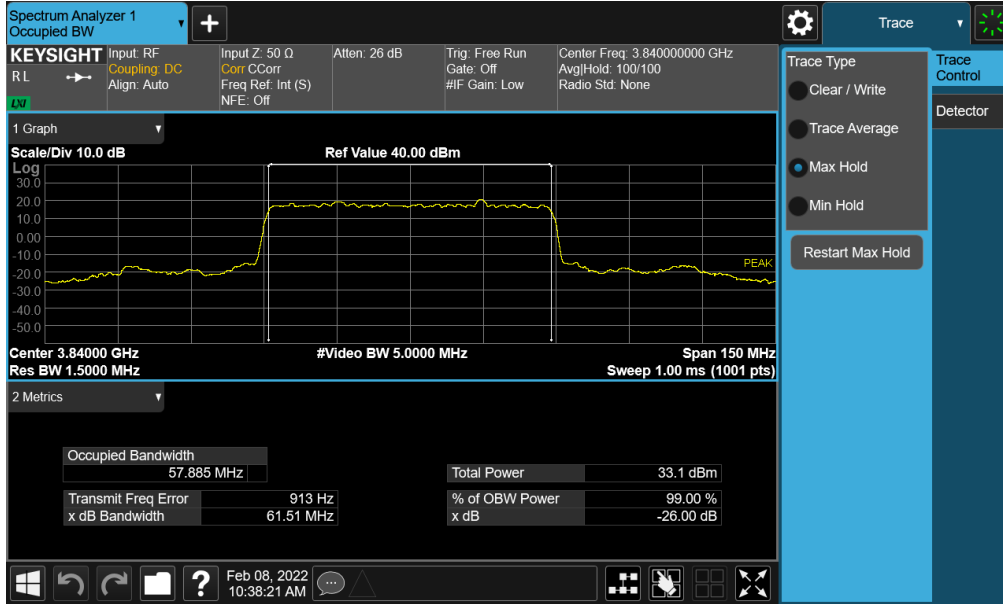 Spectrum Analyzer 1
Occupied BW
+
Trace
KEYSIGHT
R L
LXI
Input: RF
Coupling: DC
Align: Auto
Input Z: 50 Ω
Corr CCorr
Freq Ref: Int (S)
NFE: Off
Atten: 26 dB
Trig: Free Run
Gate: Off
#IF Gain: Low
Center Freq: 3.840000000 GHz
Avg|Hold: 100/100
Radio Std: None
Trace Type
Clear / Write
Trace Average
Max Hold
Min Hold
Restart Max Hold
Trace
Control
Detector
1 Graph
Scale/Div 10.0 dB
Ref Value 40.00 dBm
Log
30.0
20.0
10.0
0.00
-10.0
-20.0
-30.0
-40.0
-50.0
PEAK
Center 3.84000 GHz
#Video BW 5.0000 MHz
Span 150 MHz
Res BW 1.5000 MHz
Sweep 1.00 ms (1001 pts)
2 Metrics
Occupied Bandwidth
57.885 MHz
Total Power 33.1 dBm
Transmit Freq Error 913 Hz
% of OBW Power 99.00 %
x dB Bandwidth 61.51 MHz
x dB -26.00 dB
?
Feb 08, 2022
10:38:21 AM